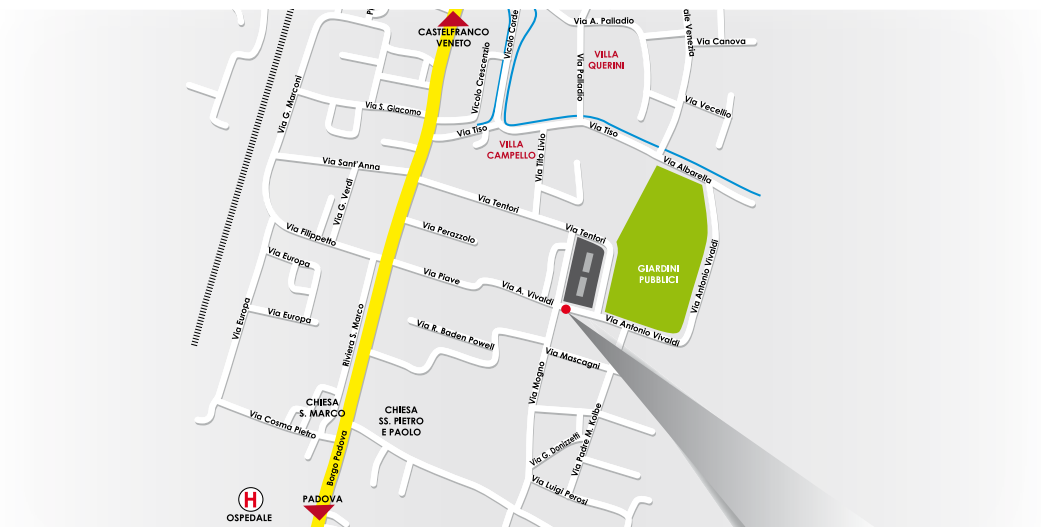 Via A. Palladio
Vicolo Corde
CASTELFRANCO
VENETO
Via Canova
VILLA
QUERINI
Via Palladio
Vicolo Crescenzio
Via G. Marconi
Via S. Giacomo
Via Vecellio
Via Tiso
Via Tiso
VILLA
CAMPELLO
Via Tito Livio
Via Sant'Anna
Via Albarella
Via G. Verdi
Via Tentori
Via Tentori
Via Filippetto
Via Perazzolo
Via Europa
GIARDINI
PUBBLICI
Via Antonio Vivaldi
Via Piave
Via A. Vivaldi
Via Europa
Via Europa
Riviera S. Marco
Via R. Baden Powell
Via Antonio Vivaldi
Via Mascagni
Via Mogno
CHIESA
S. MARCO
CHIESA
SS. PIETRO
E PAOLO
Via Cosma Pietro
Via Padre M. Kolbe
Borgo Padova
Via G. Donizzetti
Via Luigi Perosi
H
OSPEDALE
PADOVA